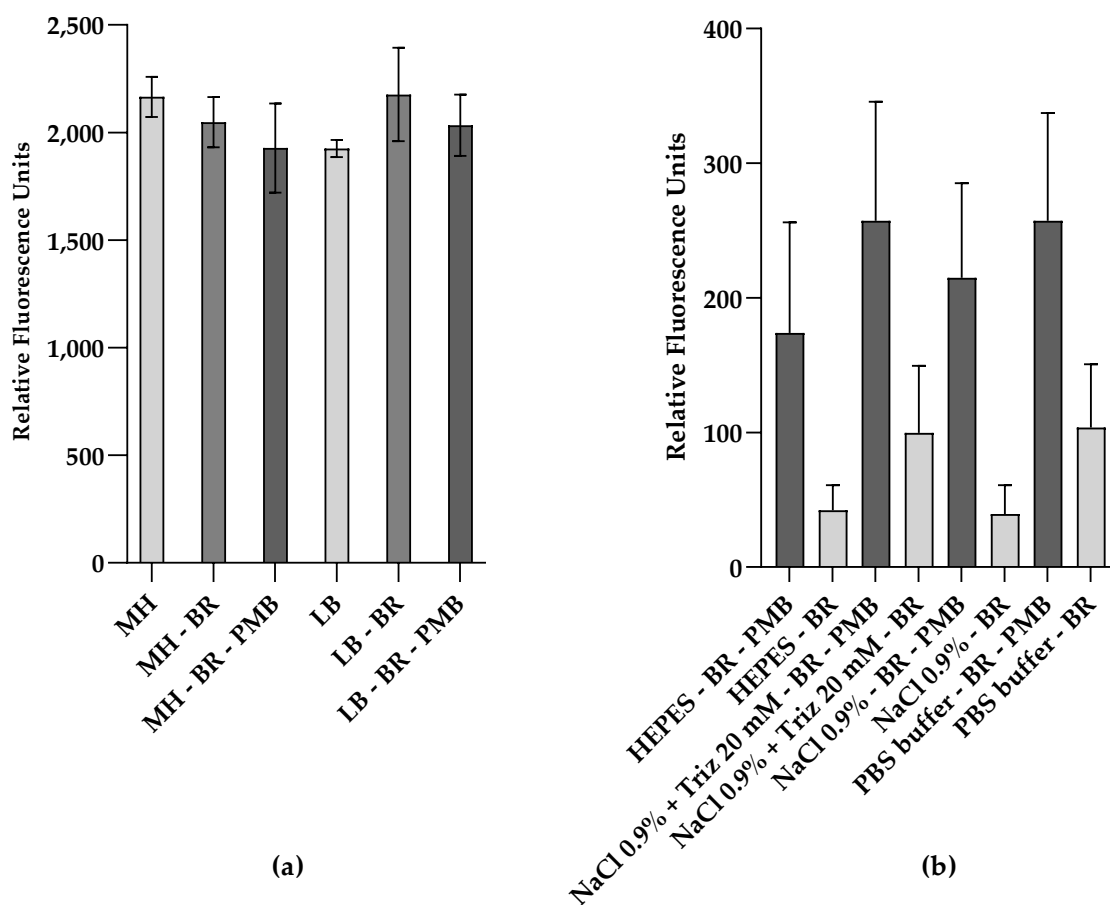 Relative Fluorescence Units
2,500
2,000
1,500
1,000
500
0
MH
MH - BR
MH - BR - PMB
LB
LB - BR
LB - BR - PMB
(a)
Relative Fluorescence Units
400
300
200
100
0
HEPES - BR - PMB
HEPES - BR
NaCl 0.9% + Triz 20 mM - BR - PMB
NaCl 0.9% + Triz 20 mM - BR
NaCl 0.9% - BR - PMB
NaCl 0.9% - BR
PBS buffer - BR - PMB
PBS buffer - BR
(b)